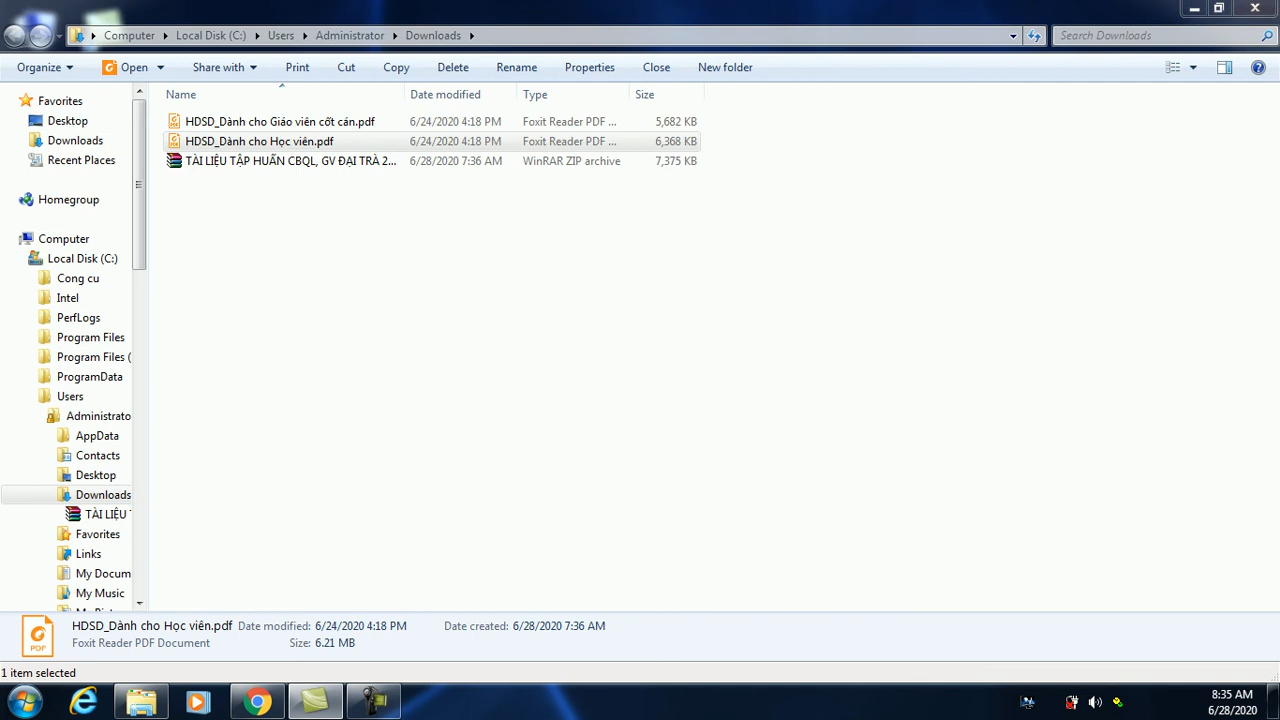 Computer Local Disk (C:) Users Administrator Downloads
Search Downloads
Organize Open Share with Print Cut Copy Delete Rename Properties Close New folder
Name Date modified Type Size
HDSD_Dành cho Giáo viên cốt cán.pdf 6/24/2020 4:18 PM Foxit Reader PDF ... 5,682 KB
HDSD_Dành cho Học viên.pdf 6/24/2020 4:18 PM Foxit Reader PDF ... 6,368 KB
TÀI LIỆU TẬP HUẤN CBQL, GV ĐẠI TRÀ 2... 6/28/2020 7:36 AM WinRAR ZIP archive 7,375 KB
Favorites
Desktop
Downloads
Recent Places
Homegroup
Computer
Local Disk (C:)
Cong cu
Intel
PerfLogs
Program Files
Program Files (
ProgramData
Users
Administrato
AppData
Contacts
Desktop
Downloads
TÀI LIỆU
Favorites
Links
My Docum
My Music
HDSD_Dành cho Học viên.pdf Date modified: 6/24/2020 4:18 PM Date created: 6/28/2020 7:36 AM
Foxit Reader PDF Document Size: 6.21 MB
1 item selected
PDF
8:35 AM
6/28/2020